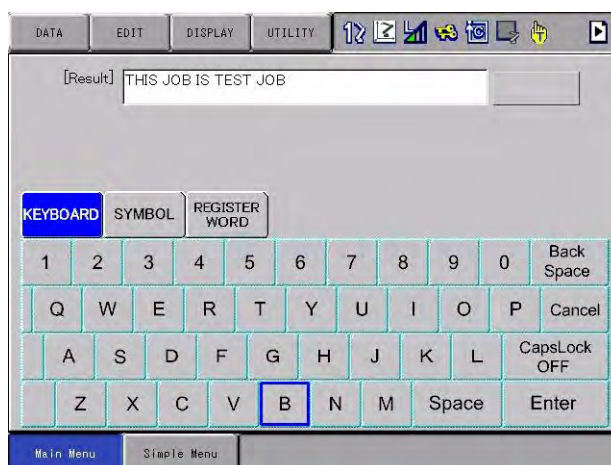 DATA EDIT DISPLAY UTILITY
[Result] THIS JOB IS TEST JOB
KEYBOARD SYMBOL REGISTER WORD
1 2 3 4 5 6 7 8 9 0 Back Space
Q W E R T Y U I O P Cancel
A S D F G H J K L CapsLock OFF
Z X C V B N M Space Enter
Main Menu Simple Menu